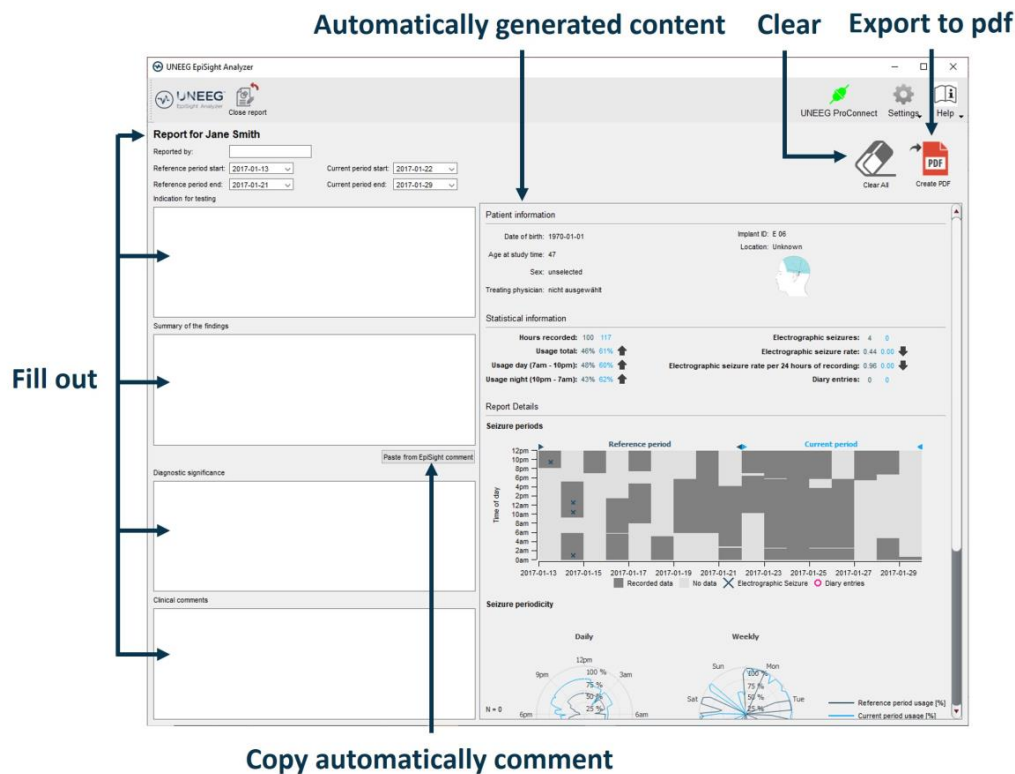 Automatically generated content Clear Export to pdf
UNEEG EpiSight Analyzer
UNEEG
EpiSight Analyzer
Close report
UNEEG ProConnect Settings Help
Report for Jane Smith
Reported by:
Reference period start: 2017-01-13 Current period start: 2017-01-22
Reference period end: 2017-01-21 Current period end: 2017-01-29
PDF
Clear All Create PDF
Indication for testing
Patient information
Date of birth: 1970-01-01 Implant ID: E 06
Location: Unknown
Age at study time: 47
Sex: unselected
Treating physician: nicht ausgewählt
Statistical information
Summary of the findings
Hours recorded: 100 117 Electrographic seizures: 4 0
Usage total: 46% 61% Electrographic seizure rate: 0.44 0.00
Usage day (7am - 10pm): 48% 60% Electrographic seizure rate per 24 hours of recording: 0.96 0.00
Usage night (10pm - 7am): 43% 62% Diary entries: 0 0
Fill out
Report Details
Seizure periods
Reference period Current period
Paste from EpiSight comment
Diagnostic significance
Time of day
12pm
10pm
8pm
6pm
4pm
2pm
12am
10am
8am
6am
4am
2am
0am
2017-01-13 2017-01-15 2017-01-17 2017-01-19 2017-01-21 2017-01-23 2017-01-25 2017-01-27 2017-01-29
Recorded data No data Electrographic Seizure Diary entries
Clinical comments
Seizure periodicity
Daily Weekly
12pm
9pm 100 % 3am
75 %
50 %
25 %
N = 0 6pm 6am
Sun Mon
100 %
75 %
Sat 50 % Tue
25 %
Reference period usage [%]
Current period usage [%]
Copy automatically comment